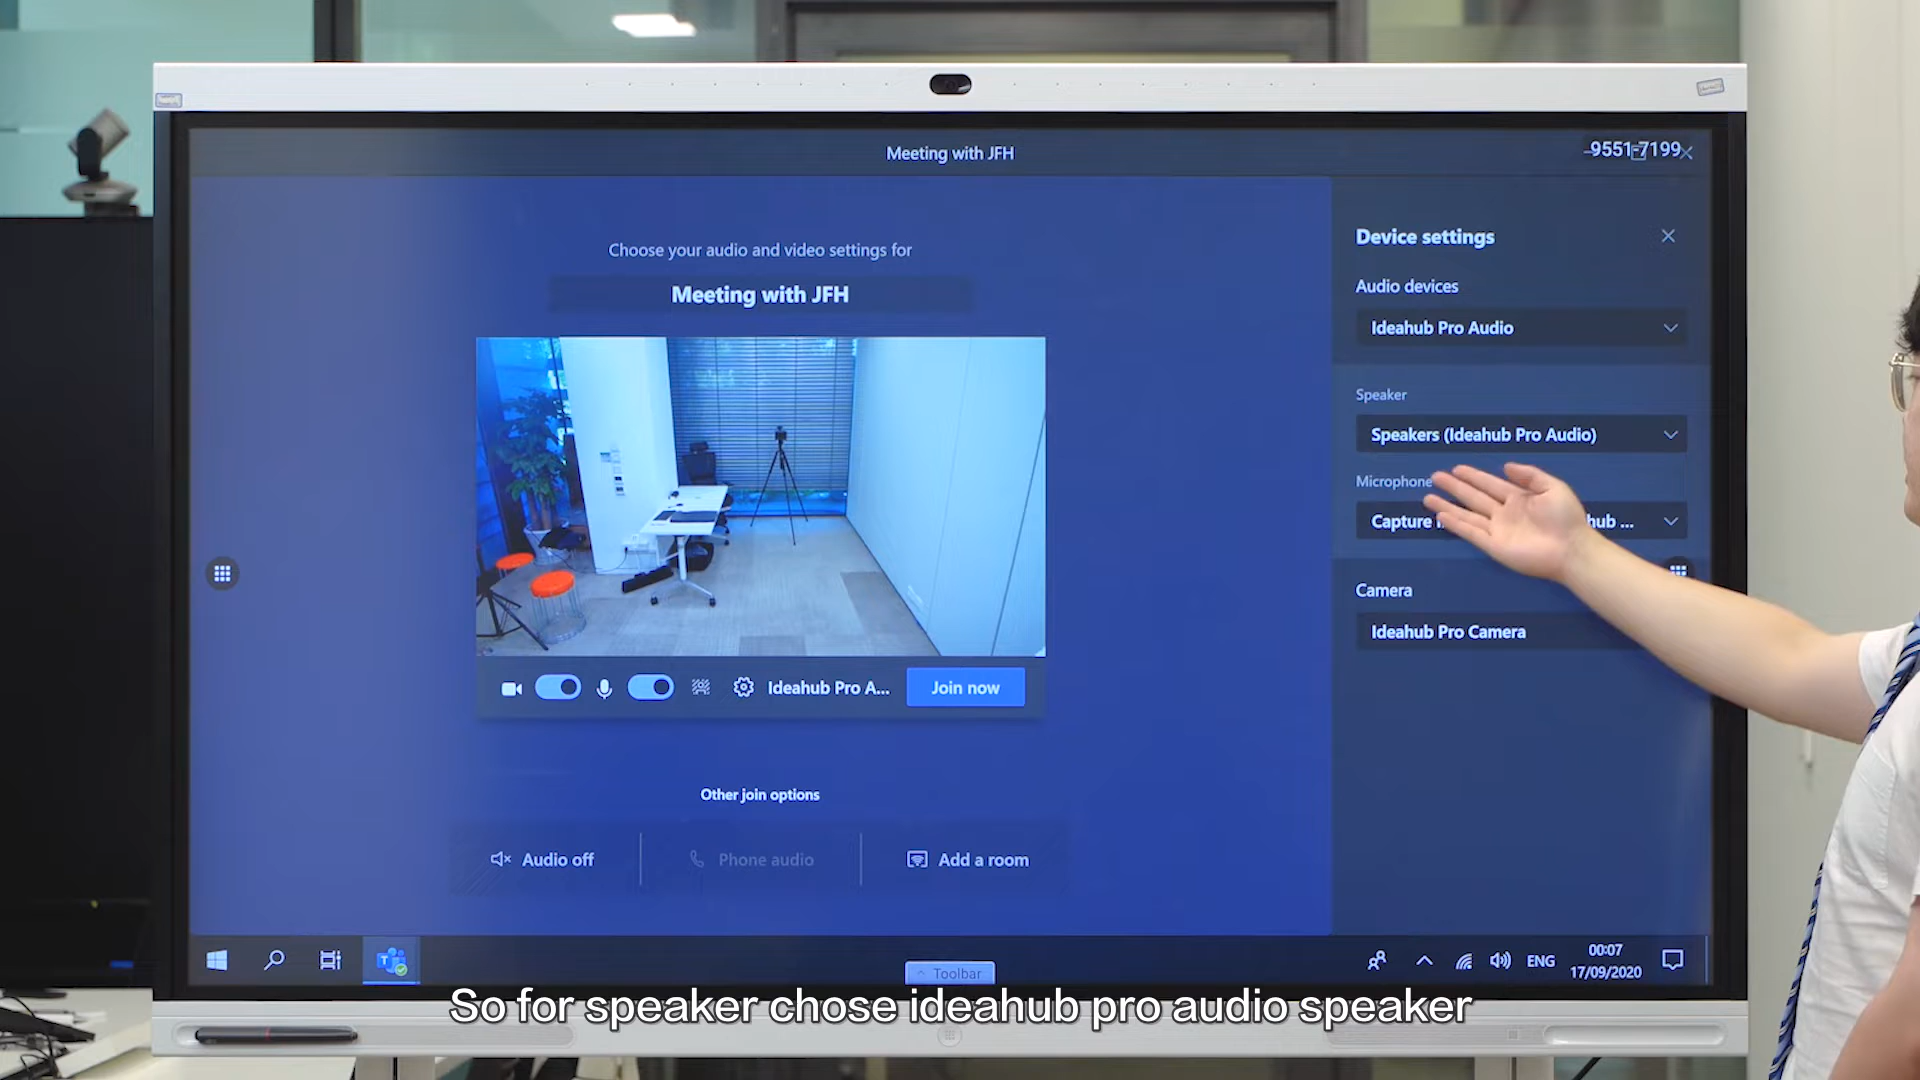 Meeting with JFH
9551-7199
Choose your audio and video settings for
Meeting with JFH
Ideahub Pro A...
Join now
Other join options
Audio off
Phone audio
Add a room
Device settings
Audio devices
Ideahub Pro Audio
Speaker
Speakers (Ideahub Pro Audio)
Microphone
Capture
hub ...
Camera
Ideahub Pro Camera
Toolbar
ENG
00:07
17/09/2020
So for speaker chose ideahub pro audio speaker